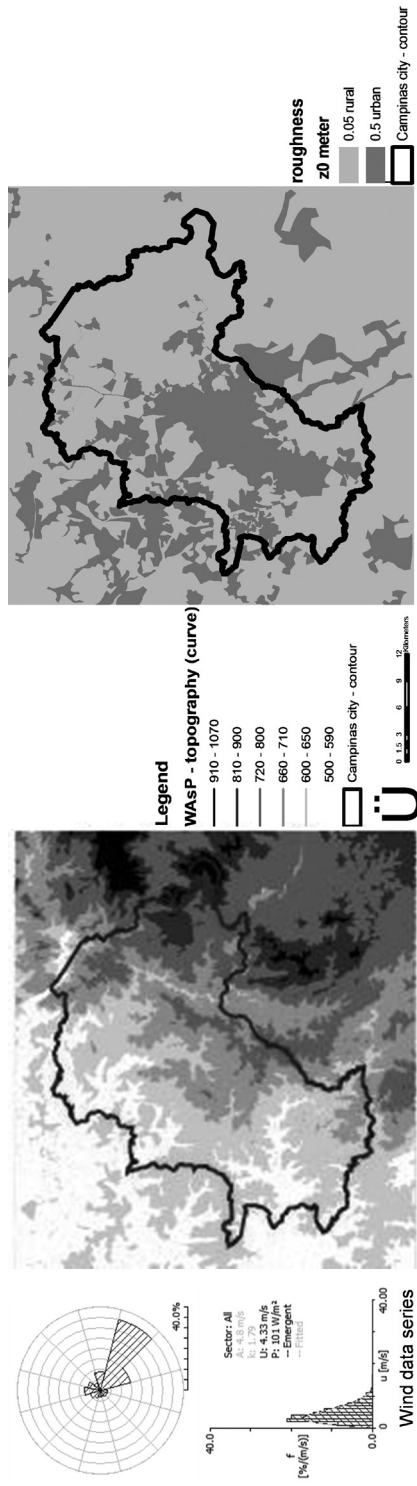 40.0%
40.0
f
[%/(m/s)]
0.0
0
u [m/s]
40.00
Sector: All
A: 4.8 m/s
k: 1.79
U: 4.33 m/s
P: 101 W/m²
-- Emergent
-- Fitted
Wind data series
Legend
WAsP - topography (curve)
910 - 1070
810 - 900
720 - 800
660 - 710
600 - 650
500 - 590
Campinas city - contour
Ü
0 1.5 3 6 9 12
Kilometers
roughness
z0 meter
0.05 rural
0.5 urban
Campinas city - contour